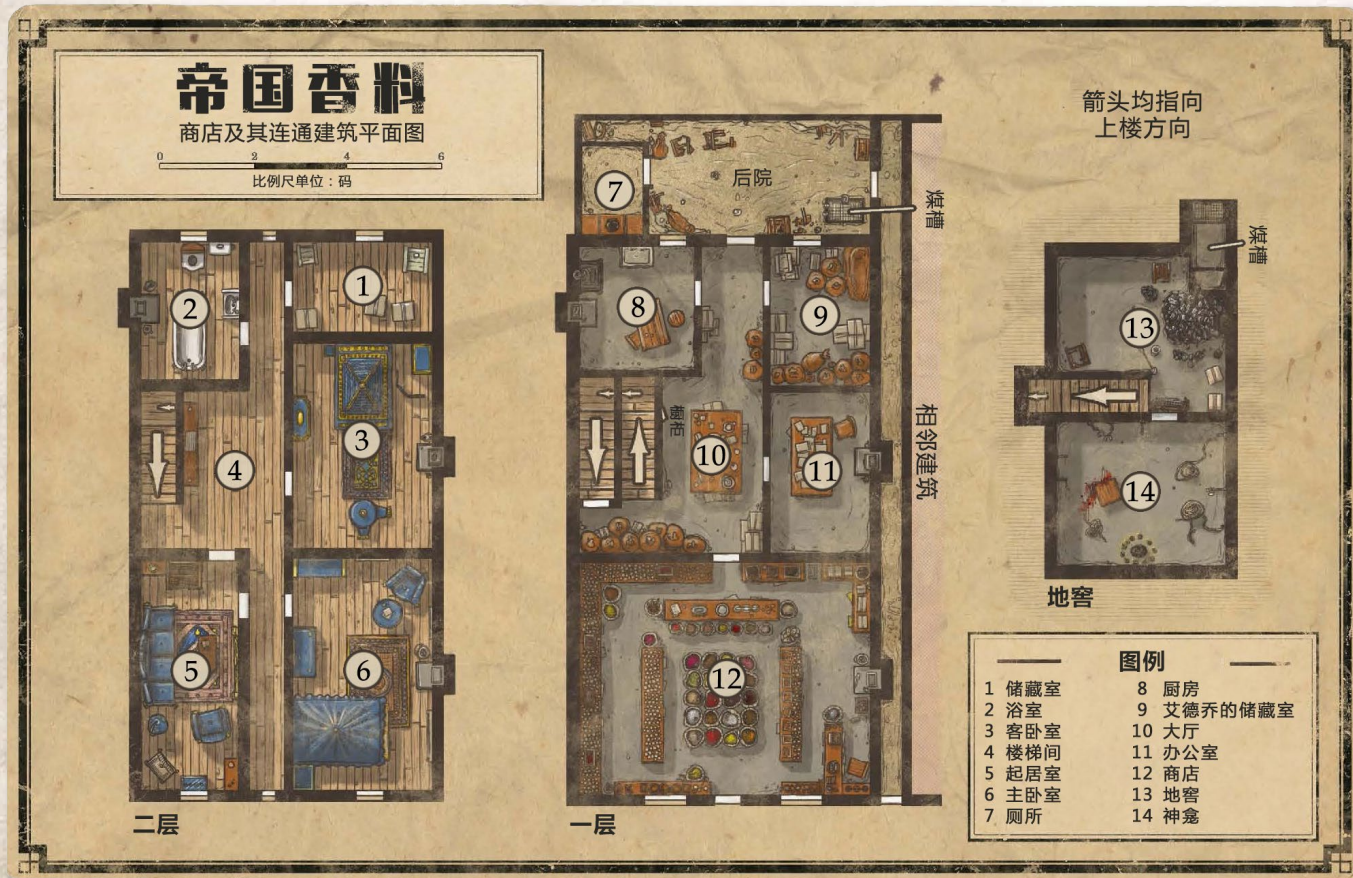 帝国香料
商店及其连通建筑平面图
0 2 4 6
比例尺单位：码
箭头均指向
上楼方向
7
后院
煤槽
煤槽
2
1
8
9
13
3
4
橱柜
10
11
相邻建筑
14
地窖
5
6
12
二层
一层
图例
1 储藏室
2 浴室
3 客卧室
4 楼梯间
5 起居室
6 主卧室
7 厕所
8 厨房
9 艾德乔的储藏室
10 大厅
11 办公室
12 商店
13 地窖
14 神龛